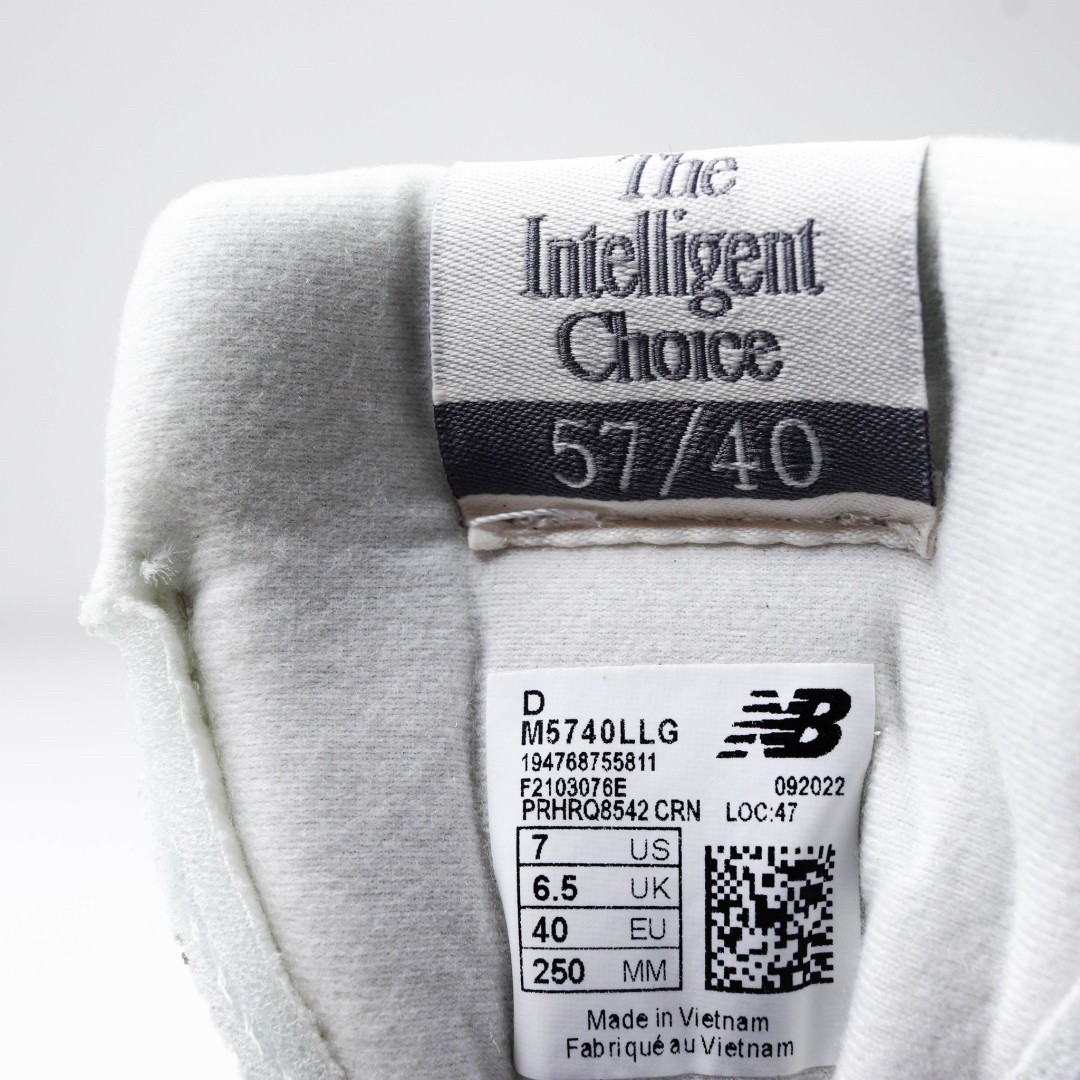 The
Intelligent
Choice
57/40
D
M5740LLG
NB
194768755811
F2103076E 092022
PRHRQ8542 CRN LOC:47
7 US
6.5 UK
40 EU
250 MM
Made in Vietnam
Fabriqué au Vietnam